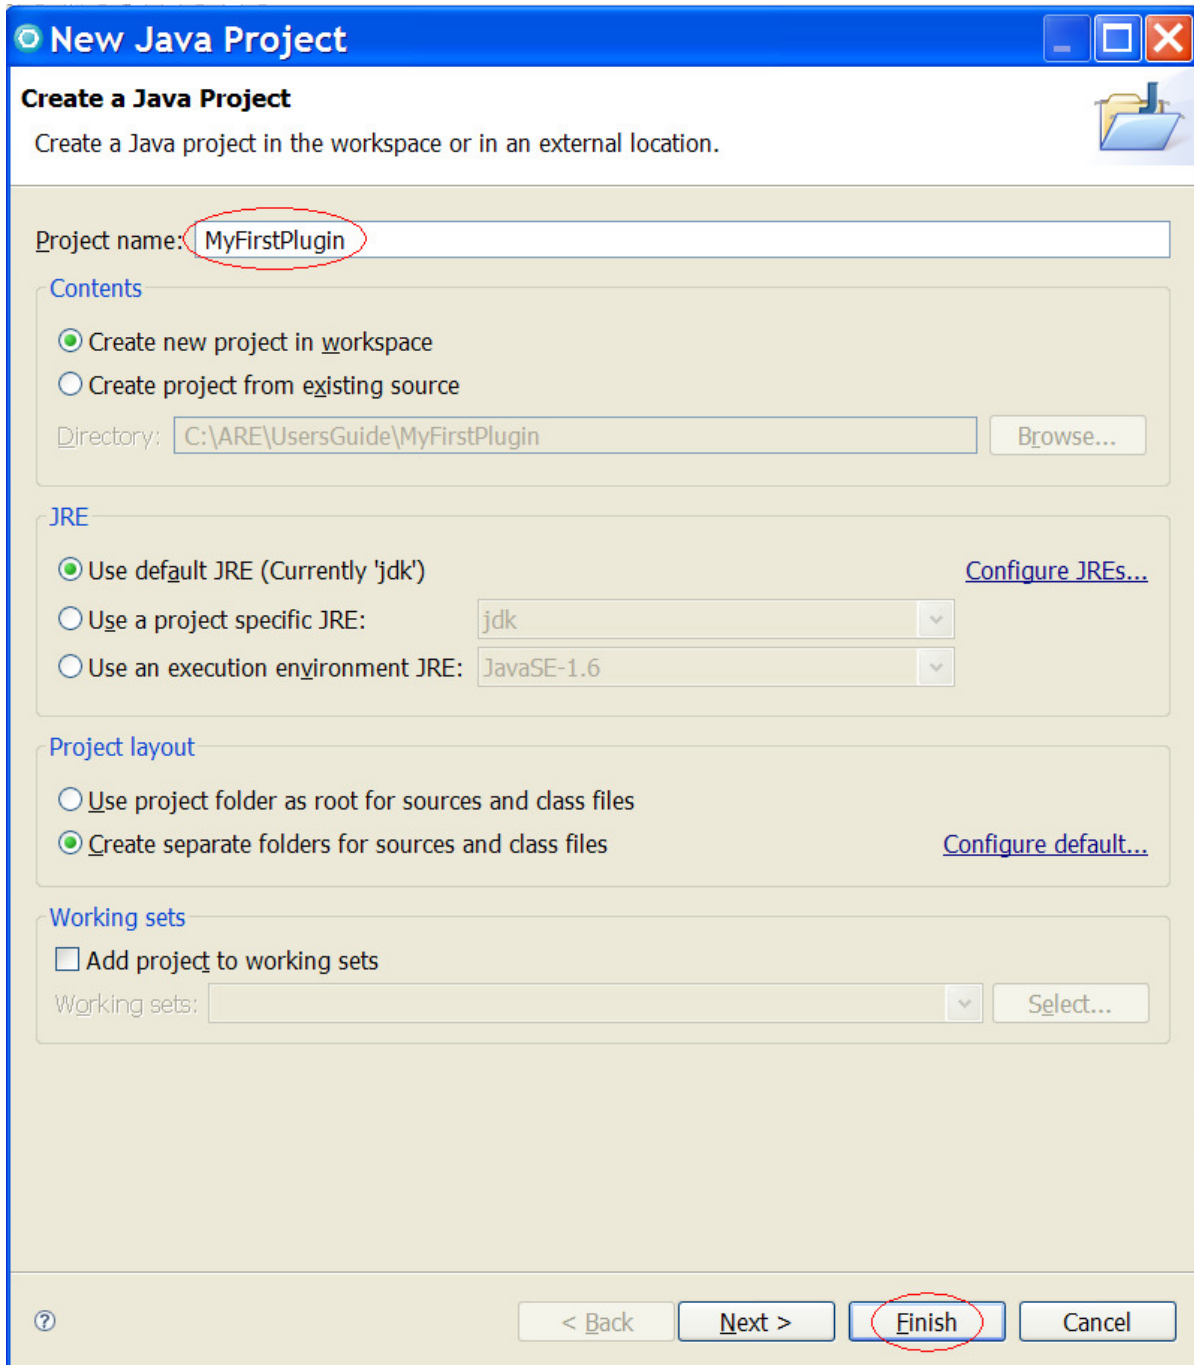 New Java Project
Create a Java Project
Create a Java project in the workspace or in an external location.
Project name: MyFirstPlugin
Contents
Create new project in workspace
Create project from existing source
Directory: C:\ARE\UsersGuide\MyFirstPlugin Browse...
JRE
Use default JRE (Currently 'jdk') Configure JREs...
Use a project specific JRE: jdk
Use an execution environment JRE: JavaSE-1.6
Project layout
Use project folder as root for sources and class files
Create separate folders for sources and class files Configure default...
Working sets
Add project to working sets
Working sets: Select...
? < Back Next > Finish Cancel